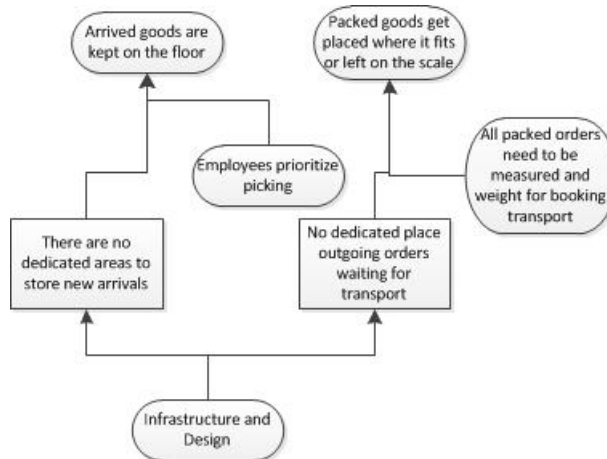 Arrived goods are
kept on the floor
Packed goods get
placed where it fits
or left on the scale
Employees prioritize
picking
All packed orders
need to be
measured and
weight for booking
transport
There are no
dedicated areas to
store new arrivals
No dedicated place
outgoing orders
waiting for
transport
Infrastructure and
Design